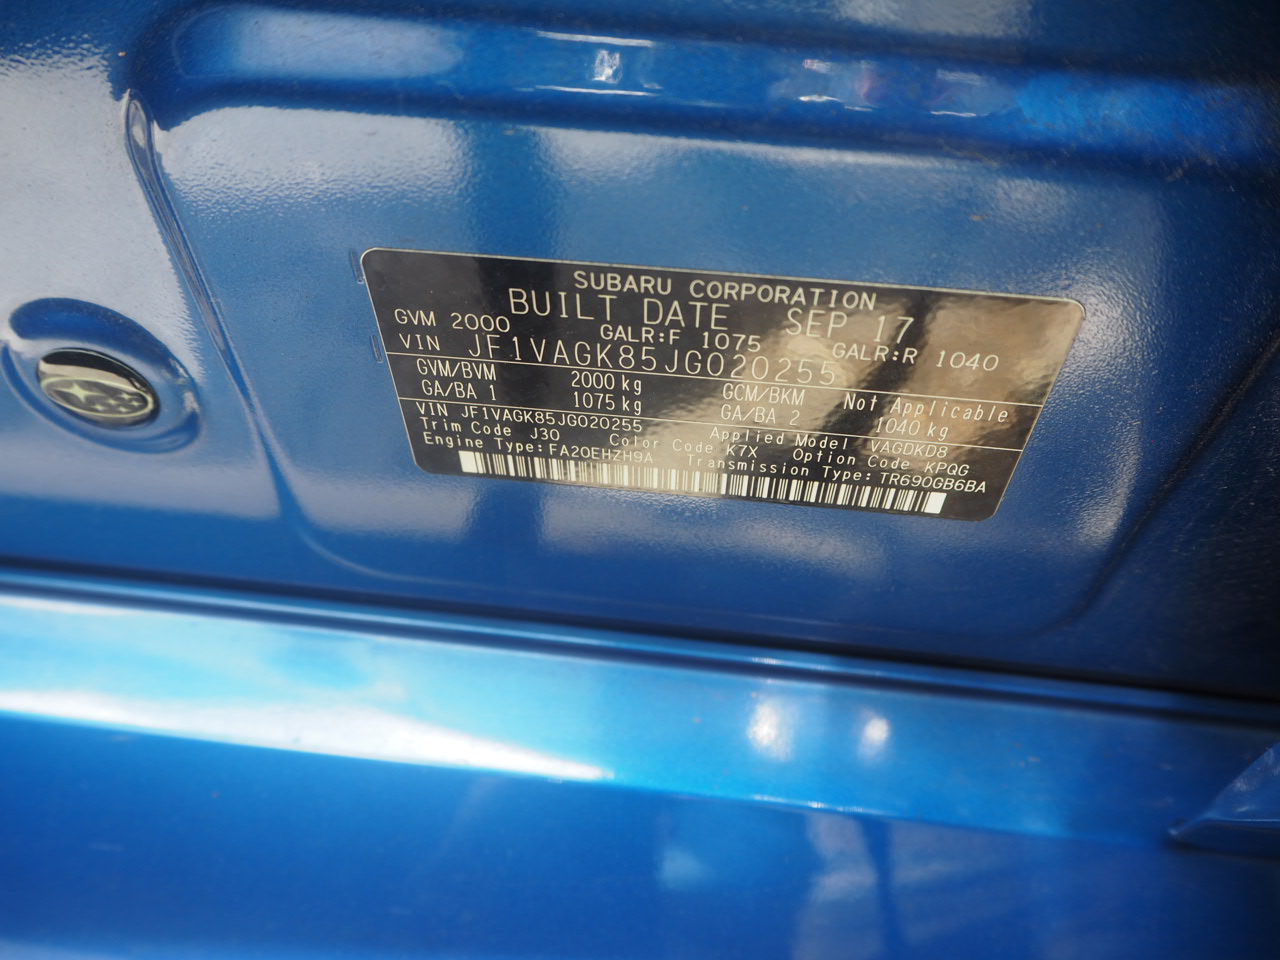 SUBARU CORPORATION
BUILT DATE SEP 17
GVM 2000 GALR:F 1075 GALR:R 1040
VIN JF1VAGK85JG020255
GVM/BVM 2000 kg GCM/BKM Not Applicable
GA/BA 1 1075 kg GA/BA 2 1040 kg
VIN JF1VAGK85JG020255 Applied Model VAGDKD8
Trim Code J30 Color Code K7X Option Code KPQG
Engine Type:FA20EHZH9A Transmission Type:TR690GB6BA